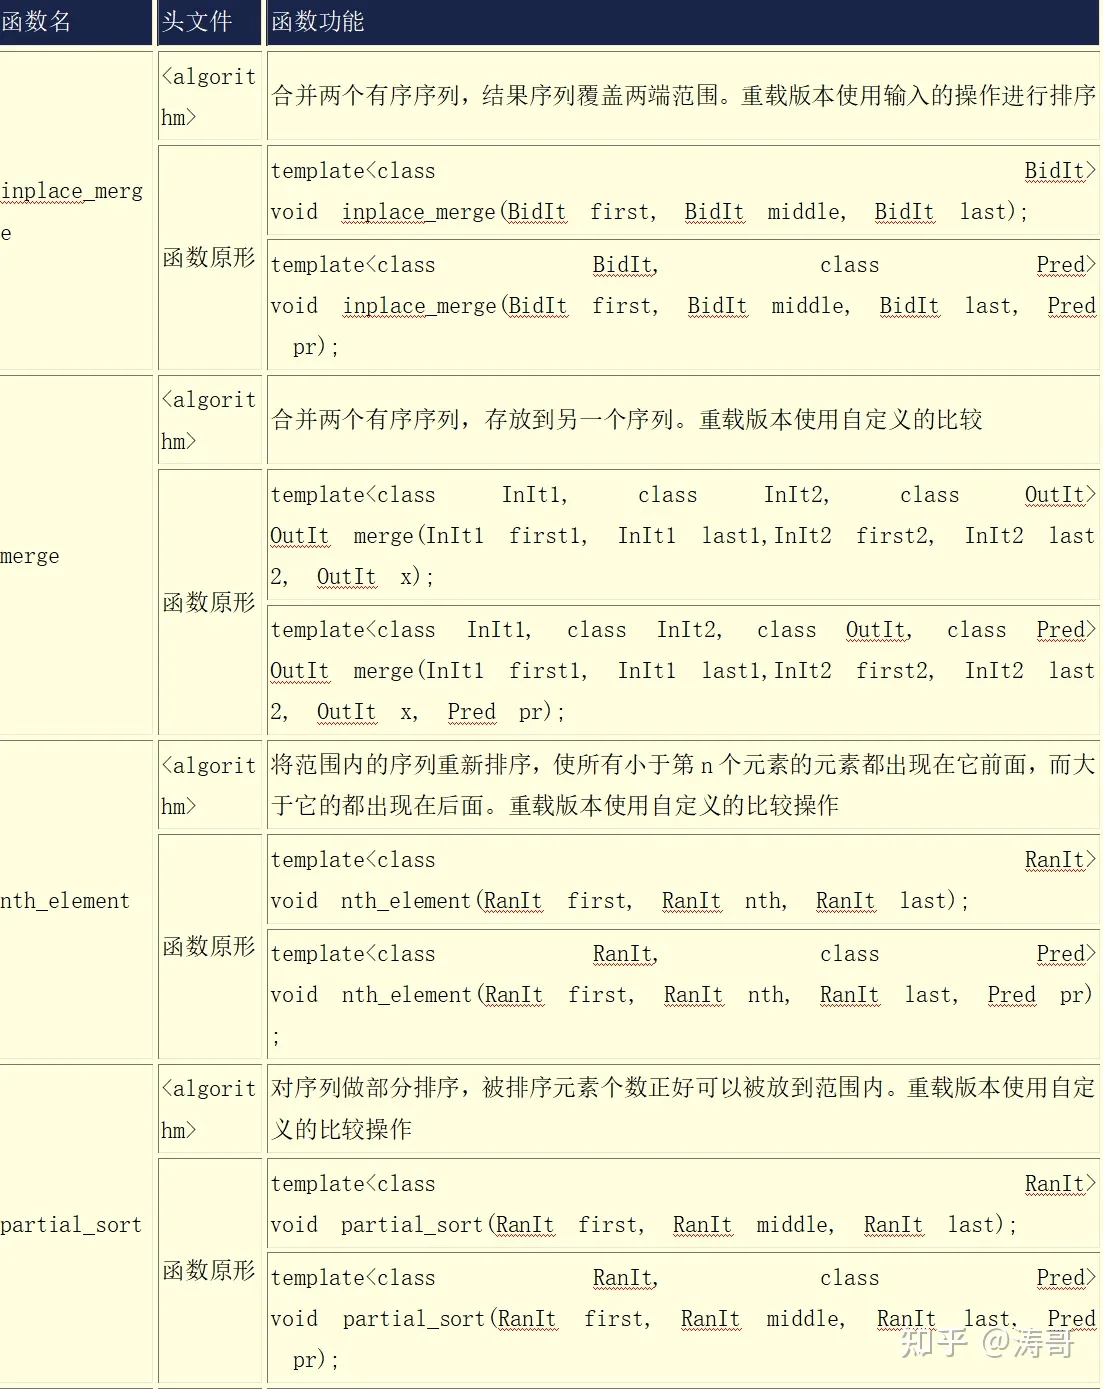 函数名 头文件 函数功能
<algorit
hm>
合并两个有序序列，结果序列覆盖两端范围。重载版本使用输入的操作进行排序
inplace_merg
e
函数原形
template<class BidIt>
void inplace_merge(BidIt first, BidIt middle, BidIt last);
template<class BidIt, class Pred>
void inplace_merge(BidIt first, BidIt middle, BidIt last, Pred
pr);
<algorit
hm>
合并两个有序序列，存放到另一个序列。重载版本使用自定义的比较
merge
函数原形
template<class InIt1, class InIt2, class OutIt>
OutIt merge(InIt1 first1, InIt1 last1,InIt2 first2, InIt2 last
2, OutIt x);
template<class InIt1, class InIt2, class OutIt, class Pred>
OutIt merge(InIt1 first1, InIt1 last1,InIt2 first2, InIt2 last
2, OutIt x, Pred pr);
<algorit
hm>
将范围内的序列重新排序，使所有小于第n个元素的元素都出现在它前面，而大
于它的都出现在后面。重载版本使用自定义的比较操作
nth_element
函数原形
template<class RanIt>
void nth_element(RanIt first, RanIt nth, RanIt last);
template<class RanIt, class Pred>
void nth_element(RanIt first, RanIt nth, RanIt last, Pred pr)
;
<algorit
hm>
对序列做部分排序，被排序元素个数正好可以被放到范围内。重载版本使用自定
义的比较操作
partial_sort
函数原形
template<class RanIt>
void partial_sort(RanIt first, RanIt middle, RanIt last);
template<class RanIt, class Pred>
void partial_sort(RanIt first, RanIt middle, RanIt last, Pred
pr);
知乎 @涛哥